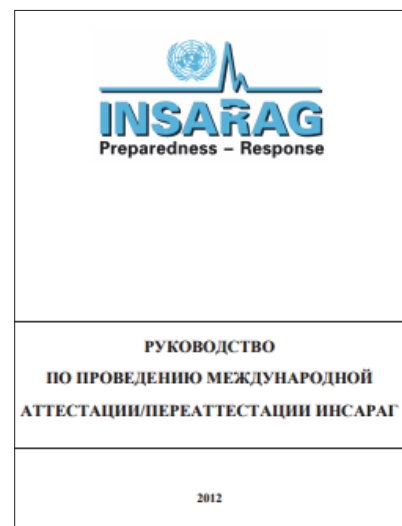 INSARAG
Preparedness – Response
РУКОВОДСТВО
ПО ПРОВЕДЕНИЮ МЕЖДУНАРОДНОЙ
АТТЕСТАЦИИ/ПЕРЕАТТЕСТАЦИИ ИНСАРАГ
2012